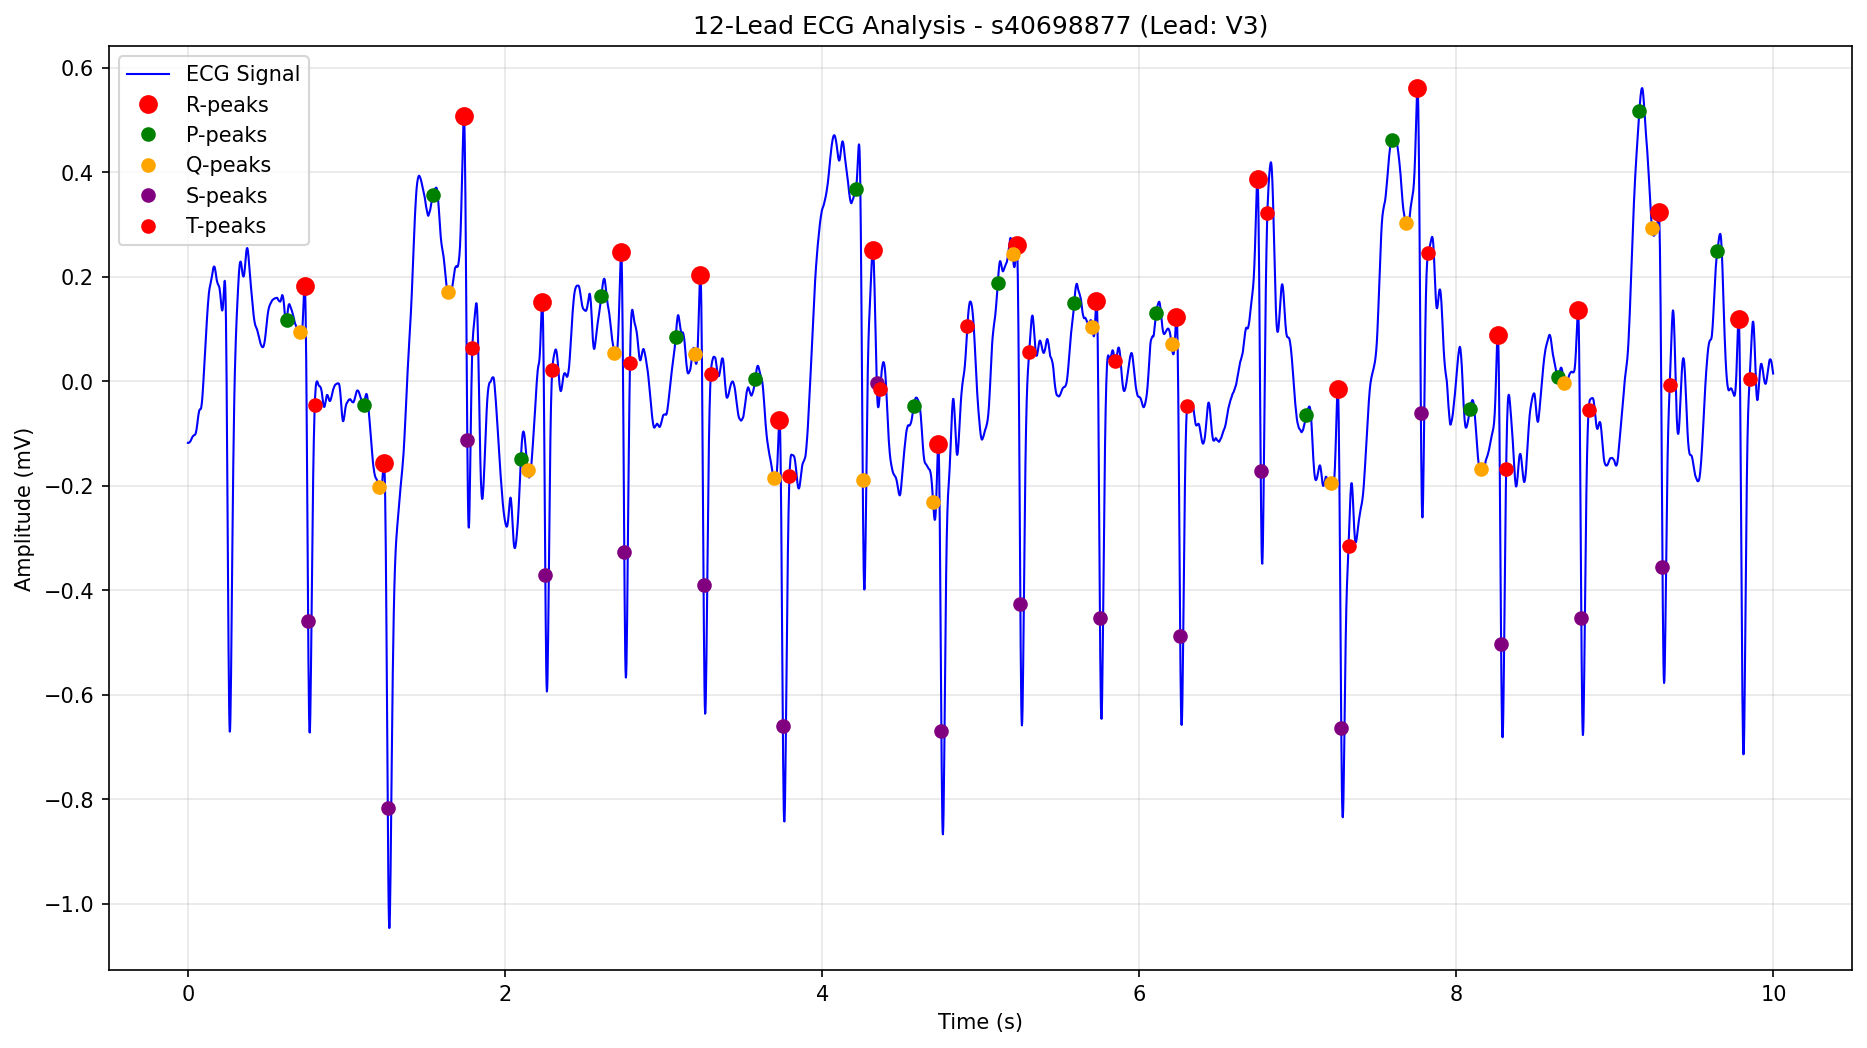 12-Lead ECG Analysis - s40698877 (Lead: V3)
ECG Signal
R-peaks
P-peaks
Q-peaks
S-peaks
T-peaks
0.6
0.4
0.2
0.0
−0.2
−0.4
−0.6
−0.8
−1.0
Amplitude (mV)
0 2 4 6 8 10
Time (s)